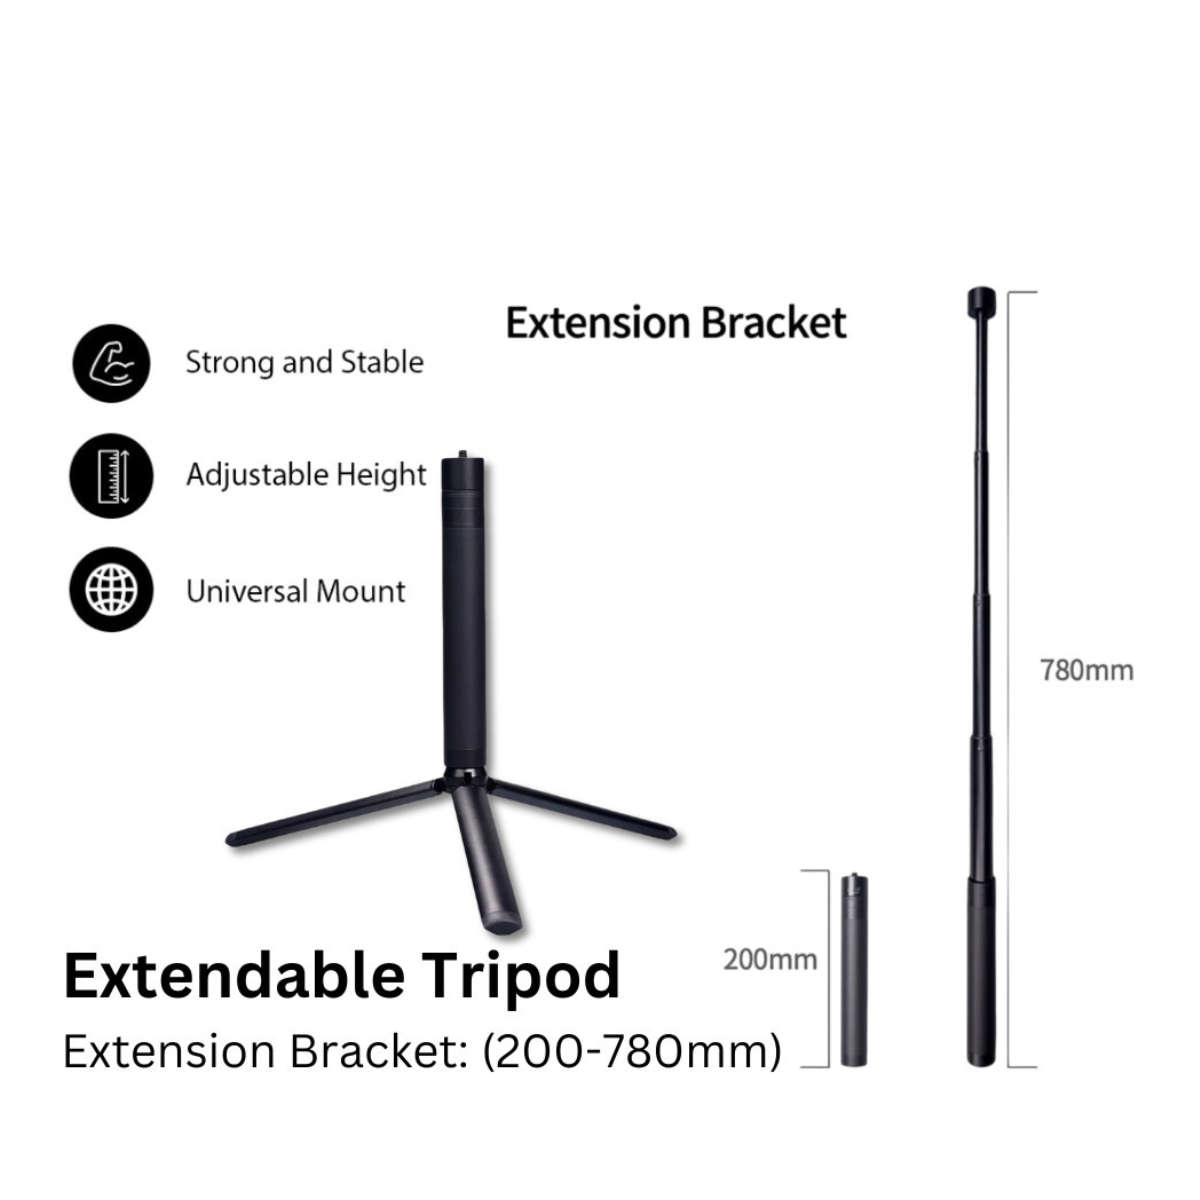 Extension Bracket
Strong and Stable
Adjustable Height
Universal Mount
780mm
200mm
Extendable Tripod
Extension Bracket: (200-780mm)